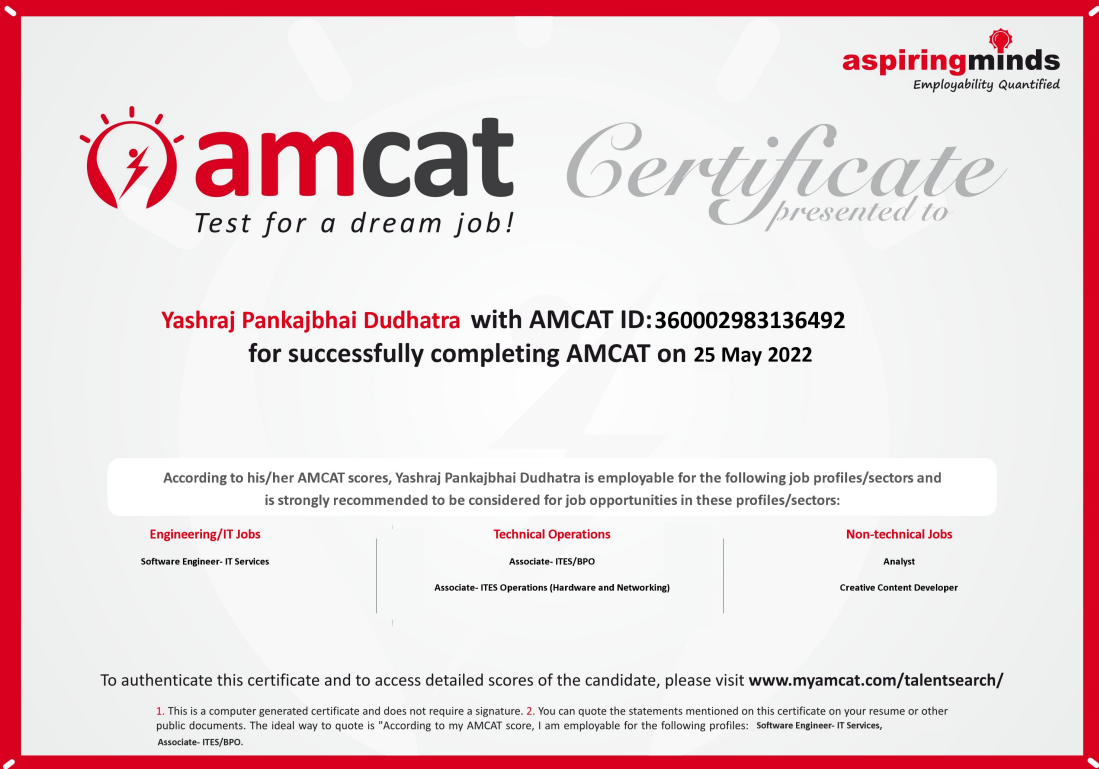 aspiringminds
Employability Quantified
amcat
Test for a dream job!
Certificate
presented to
Yashraj Pankajbhai Dudhatra with AMCAT ID:360002983136492
for successfully completing AMCAT on 25 May 2022
According to his/her AMCAT scores, Yashraj Pankajbhai Dudhatra is employable for the following job profiles/sectors and
is strongly recommended to be considered for job opportunities in these profiles/sectors:
Engineering/IT Jobs
Software Engineer- IT Services
Technical Operations
Associate- ITES/BPO
Associate- ITES Operations (Hardware and Networking)
Non-technical Jobs
Analyst
Creative Content Developer
To authenticate this certificate and to access detailed scores of the candidate, please visit www.myamcat.com/talentsearch/
1. This is a computer generated certificate and does not require a signature. 2. You can quote the statements mentioned on this certificate on your resume or other
public documents. The ideal way to quote is "According to my AMCAT score, I am employable for the following profiles: Software Engineer- IT Services,
Associate- ITES/BPO.